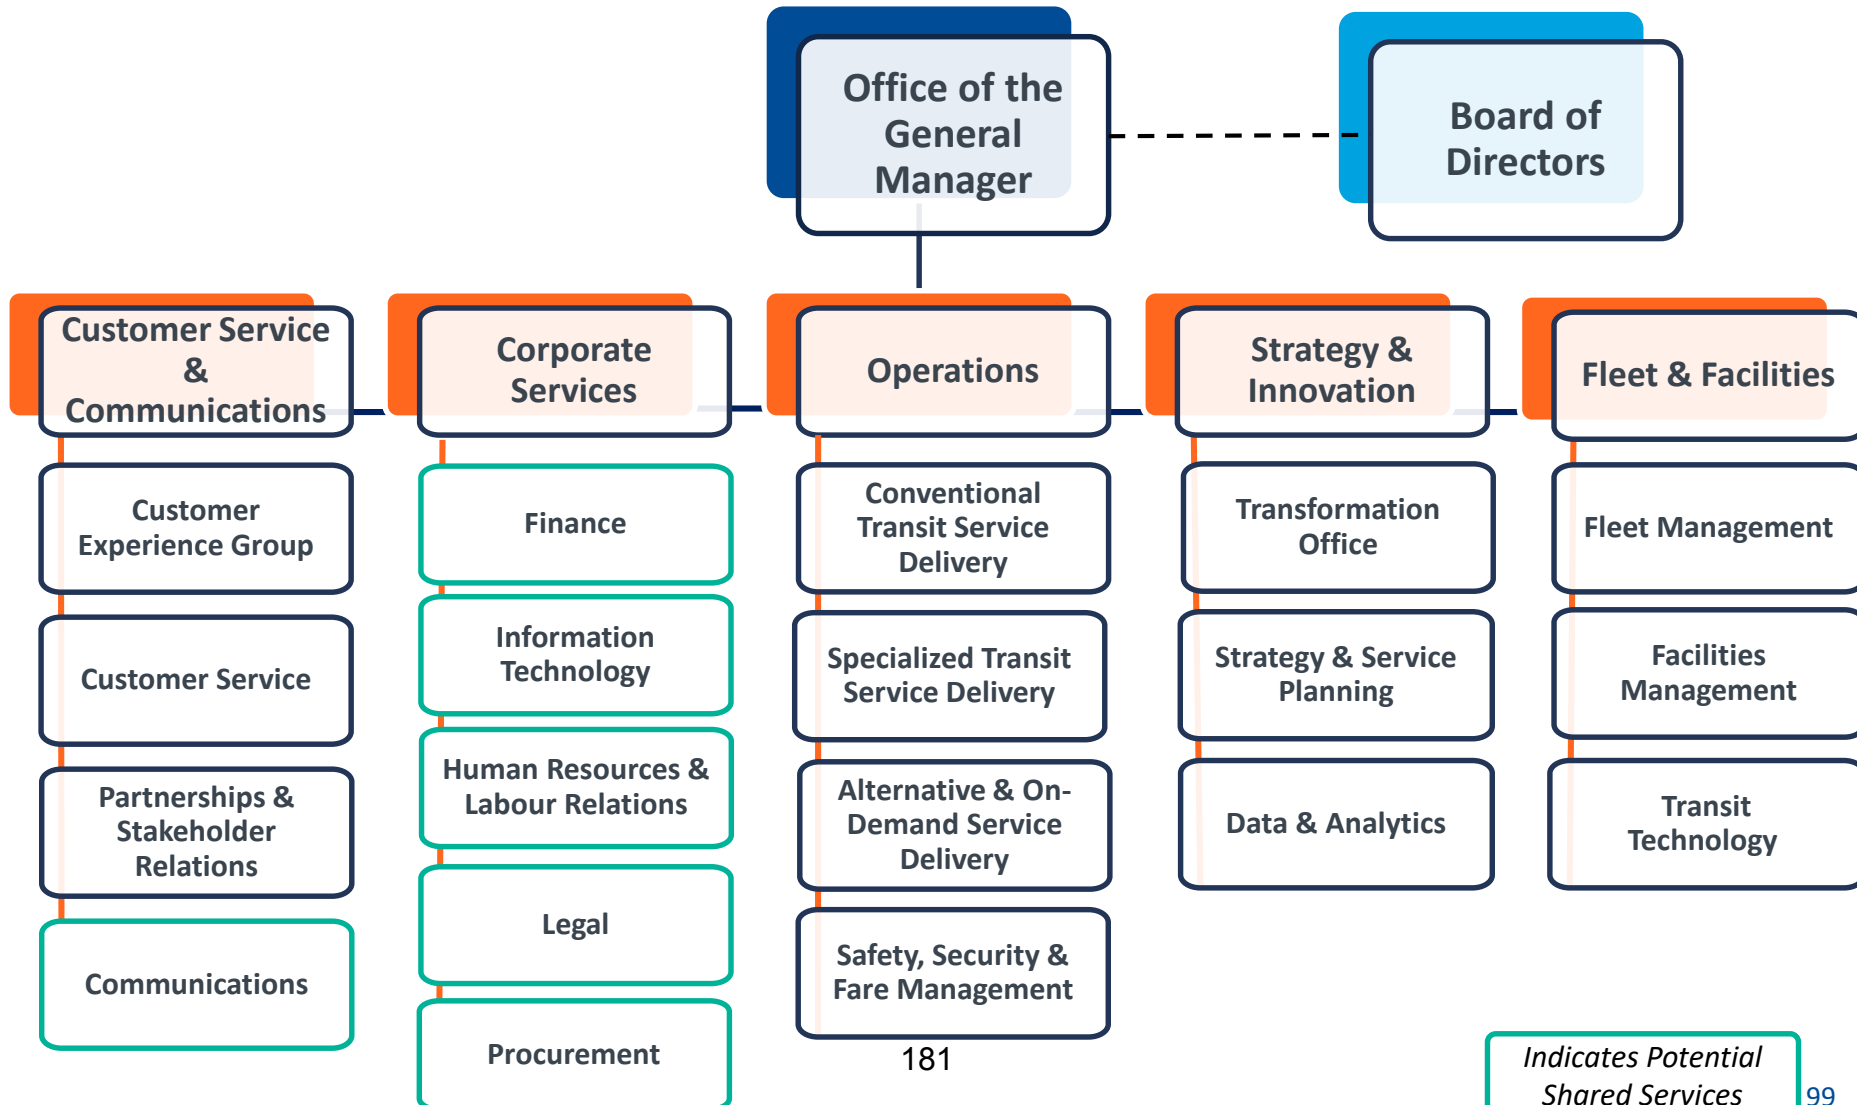 Office of the
General
Manager
Board of
Directors
Customer Service
&
Communications
Corporate
Services
Operations
Strategy &
Innovation
Fleet & Facilities
Customer
Experience Group
Customer Service
Partnerships &
Stakeholder
Relations
Communications
Finance
Information
Technology
Human Resources &
Labour Relations
Legal
Procurement
Conventional
Transit Service
Delivery
Specialized Transit
Service Delivery
Alternative & On-
Demand Service
Delivery
Safety, Security &
Fare Management
Transformation
Office
Strategy & Service
Planning
Data & Analytics
Fleet Management
Facilities
Management
Transit
Technology
181
Indicates Potential
Shared Services
99